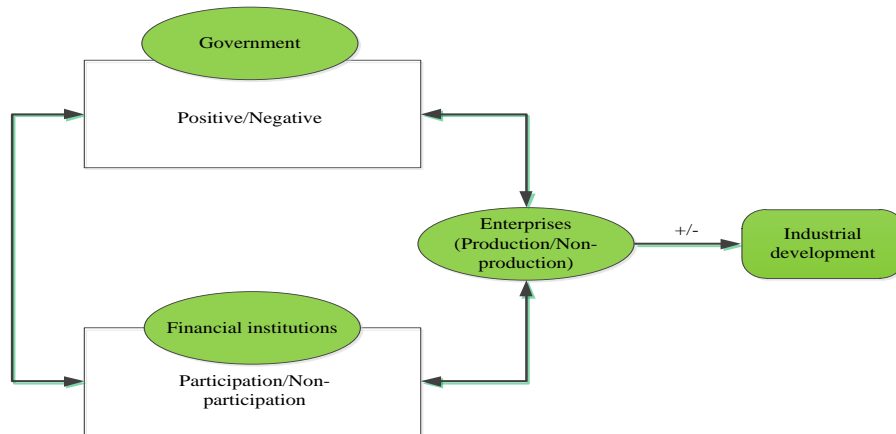 Government
Positive/Negative
Enterprises
(Production/Non-
production)
+/-
Industrial
development
Financial institutions
Participation/Non-
participation